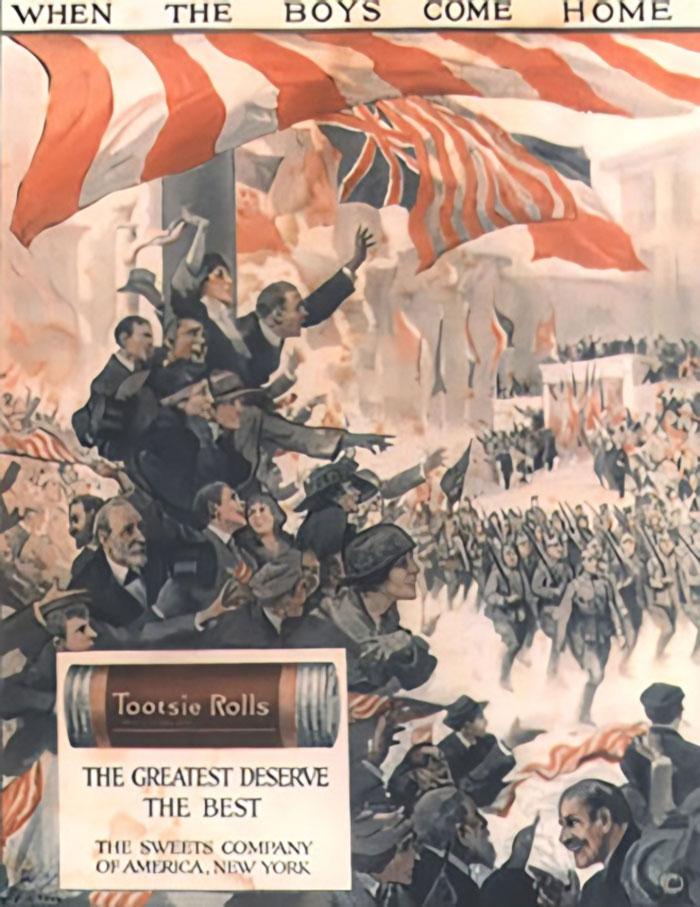 WHEN THE BOYS COME HOME
Tootsie Rolls
THE GREATEST DESERVE
THE BEST
THE SWEETS COMPANY
OF AMERICA, NEW YORK